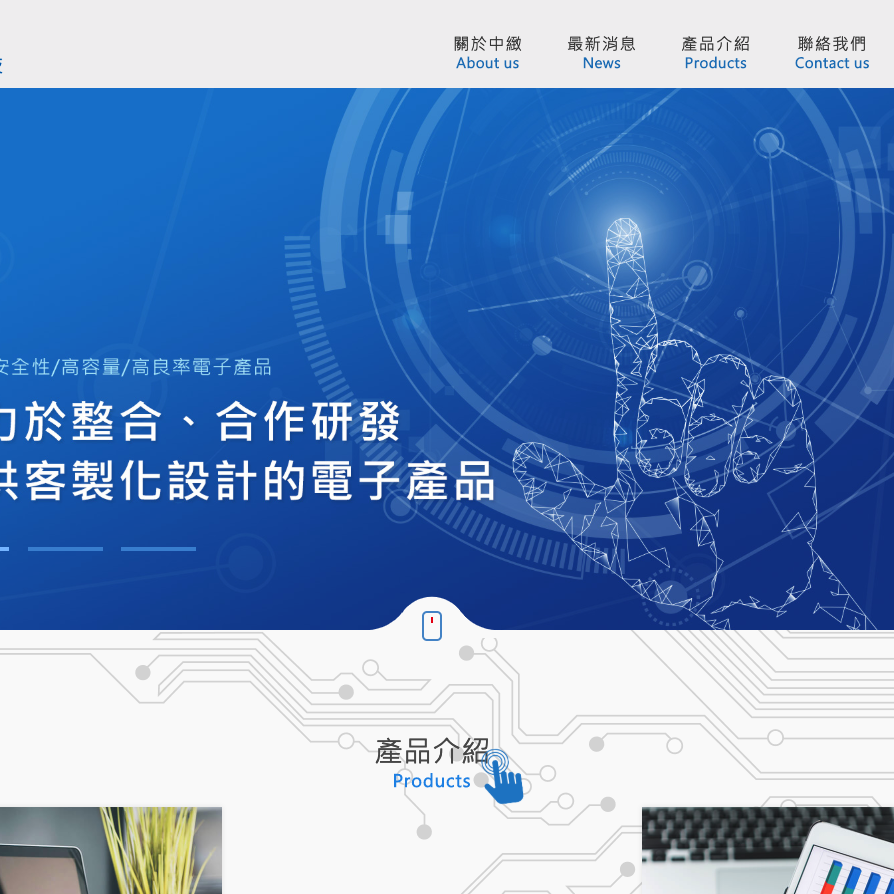 關於中緻
About us
最新消息
News
產品介紹
Products
聯絡我們
Contact us
安全性/高容量/高良率電子產品
力於整合、合作研發
供客製化設計的電子產品
產品介紹
Products